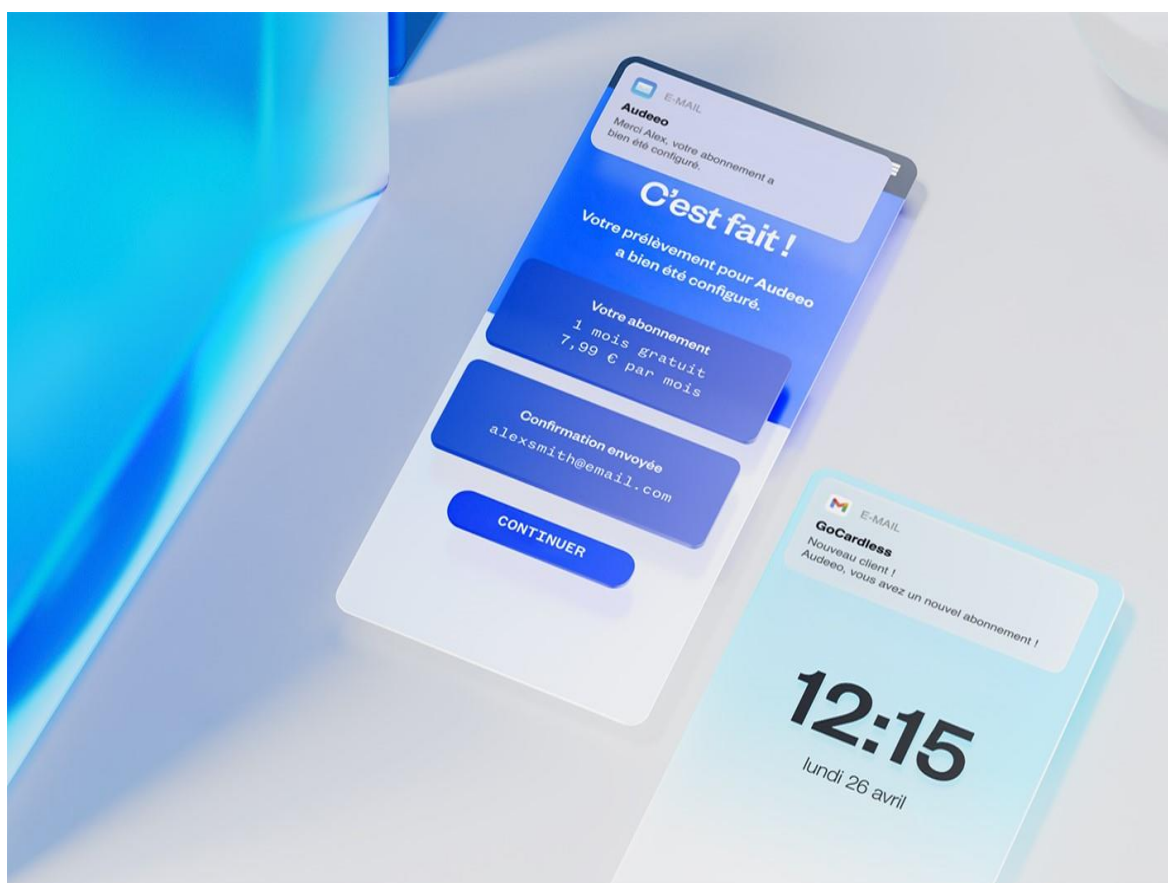 E-MAIL
Audeeo
Merci Alex, votre abonnement a
bien été configuré.
C'est fait !
Votre prélèvement pour Audeeo
a bien été configuré.
Votre abonnement
1 mois gratuit
7,99 € par mois
Confirmation envoyée
alexsmith@email.com
CONTINUER
E-MAIL
GoCardless
Nouveau client !
Audeeo, vous avez un nouvel abonnement !
12:15
lundi 26 avril